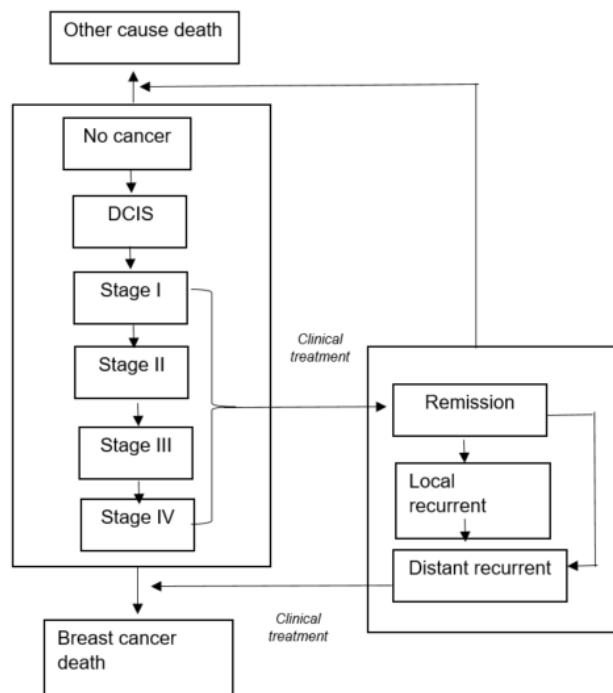 Other cause death
No cancer
DCIS
Stage I
Stage II
Stage III
Stage IV
Clinical
treatment
Remission
Local
recurrent
Distant recurrent
Clinical
treatment
Breast cancer
death